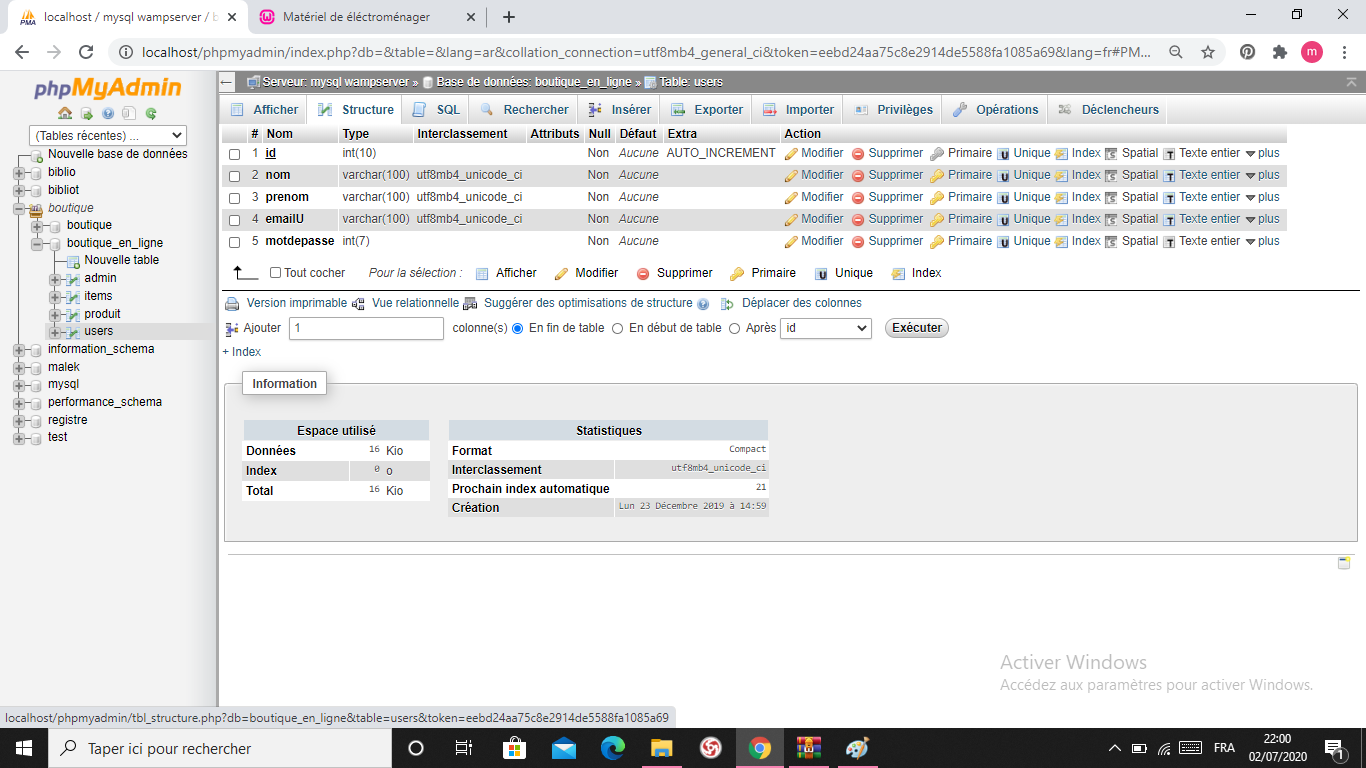 localhost / mysql wampserver / b
Matériel de éléctroménager
localhost/phpmyadmin/index.php?db=&table=&lang=ar&collation_connection=utf8mb4_general_ci&token=eebd24aa75c8e2914de5588fa1085a69&lang=fr#PM...
m
phpMyAdmin
(Tables récentes) ...
Nouvelle base de données
biblio
bibliot
boutique
boutique
boutique_en_ligne
Nouvelle table
admin
items
produit
users
information_schema
malek
mysql
performance_schema
registre
test
Serveur: mysql wampserver » Base de données: boutique_en_ligne » Table: users
Afficher Structure SQL Rechercher Insérer Exporter Importer Privilèges Opérations Déclencheurs
# Nom Type Interclassement Attributs Null Défaut Extra Action
1 id int(10) Non Aucune AUTO_INCREMENT Modifier Supprimer Primaire Unique Index Spatial Texte entier plus
2 nom varchar(100) utf8mb4_unicode_ci Non Aucune Modifier Supprimer Primaire Unique Index Spatial Texte entier plus
3 prenom varchar(100) utf8mb4_unicode_ci Non Aucune Modifier Supprimer Primaire Unique Index Spatial Texte entier plus
4 emailU varchar(100) utf8mb4_unicode_ci Non Aucune Modifier Supprimer Primaire Unique Index Spatial Texte entier plus
5 motdepasse int(7) Non Aucune Modifier Supprimer Primaire Unique Index Spatial Texte entier plus
Tout cocher Pour la sélection : Afficher Modifier Supprimer Primaire Unique Index
Version imprimable Vue relationnelle Suggérer des optimisations de structure Déplacer des colonnes
Ajouter 1 colonne(s) En fin de table En début de table Après id Exécuter
+ Index
Information
Espace utilisé
Données 16 Kio
Index 0 o
Total 16 Kio
Statistiques
Format Compact
Interclassement utf8mb4_unicode_ci
Prochain index automatique 21
Création Lun 23 Décembre 2019 à 14:59
Activer Windows
Accédez aux paramètres pour activer Windows.
localhost/phpmyadmin/tbl_structure.php?db=boutique_en_ligne&table=users&token=eebd24aa75c8e2914de5588fa1085a69
Taper ici pour rechercher
FRA
22:00
02/07/2020
1